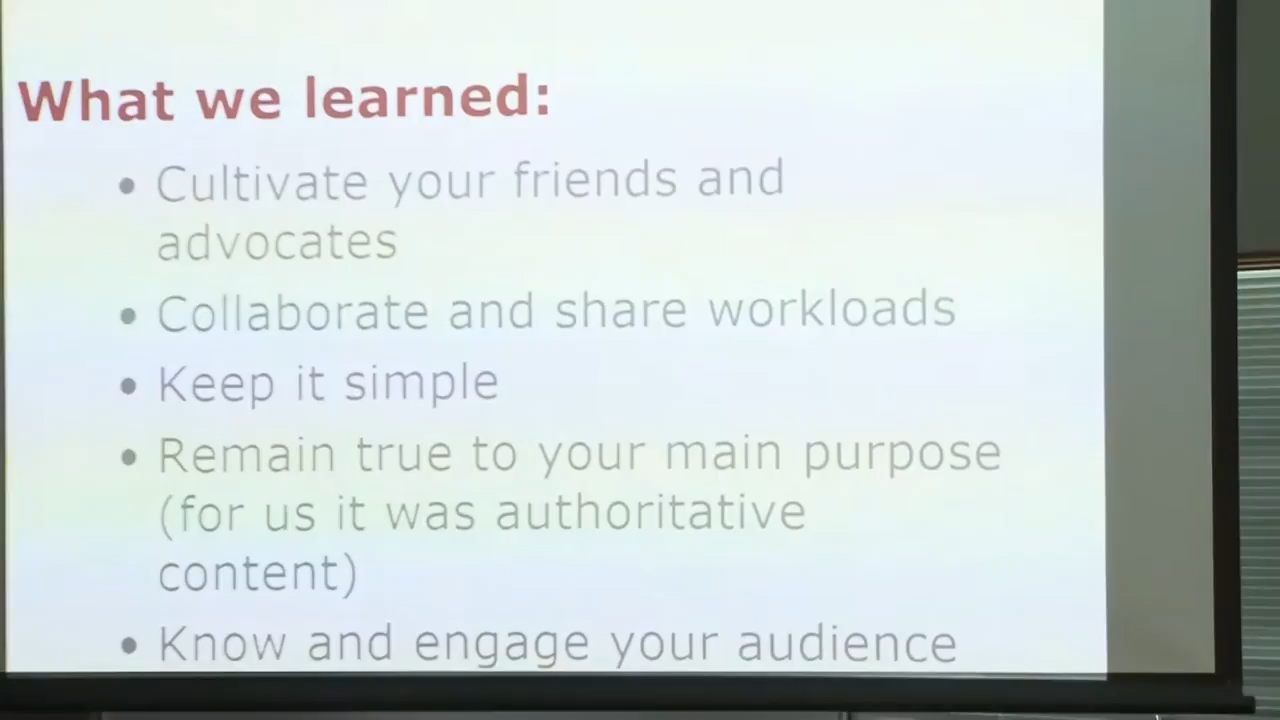 What we learned:
• Cultivate your friends and
advocates
• Collaborate and share workloads
• Keep it simple
• Remain true to your main purpose
(for us it was authoritative
content)
• Know and engage your audience